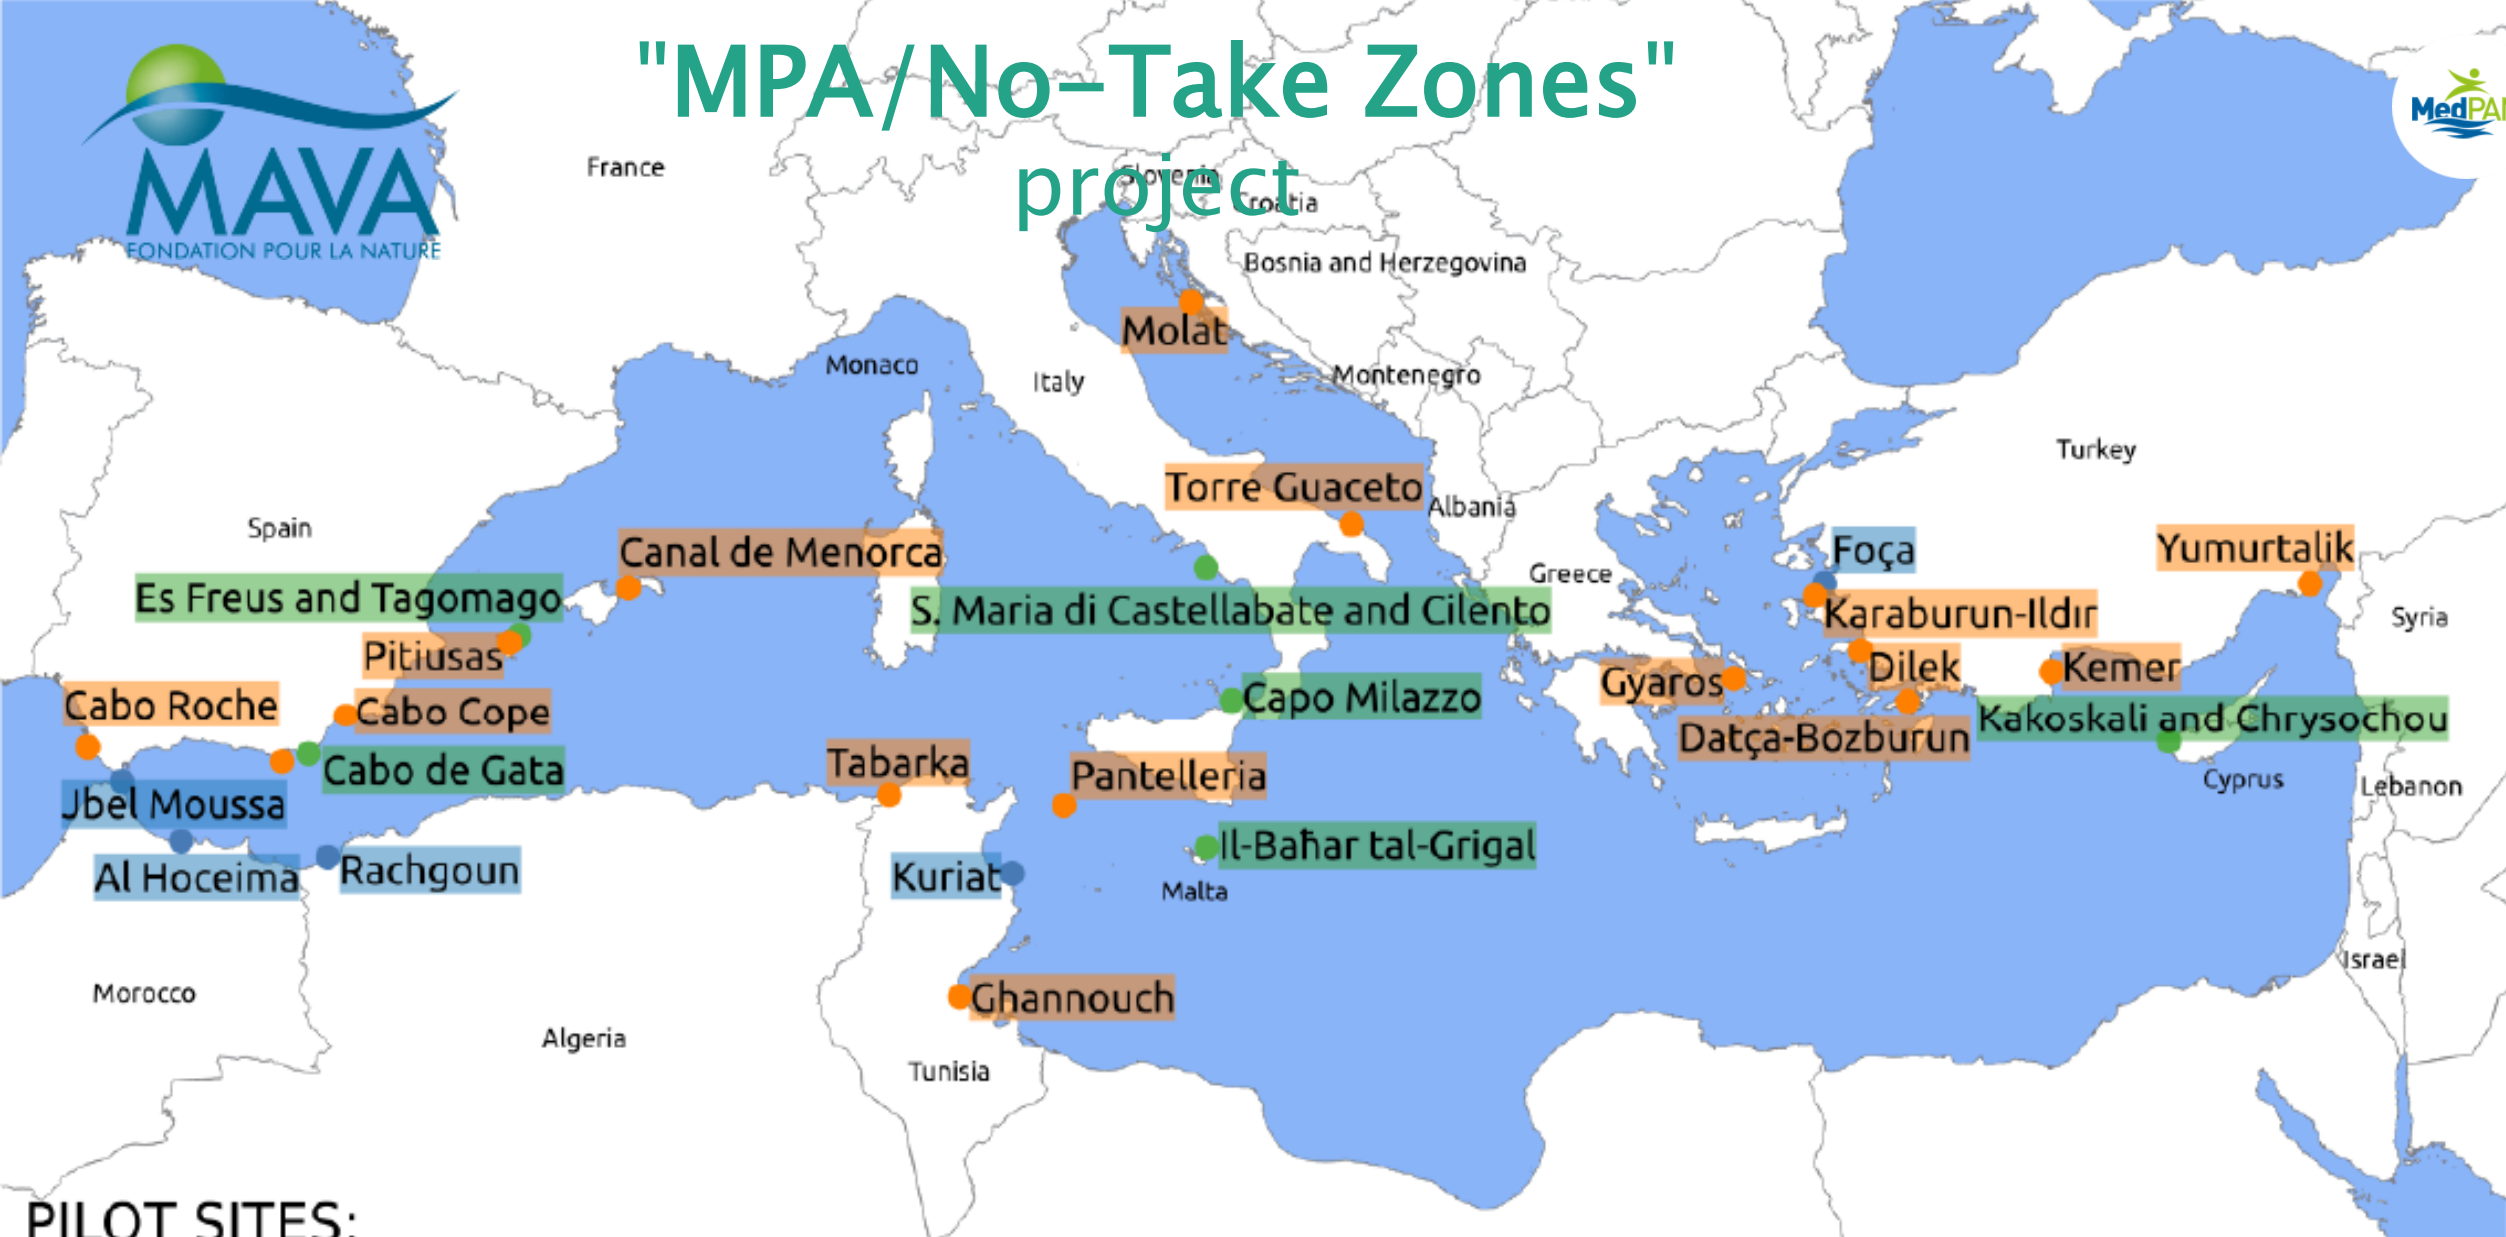 "MPA/No-Take Zones"
project
MAVA
FONDATION POUR LA NATURE
France
Slovenia
Croatia
Bosnia and Herzegovina
Molat
Monaco
Italy
Montenegro
Turkey
Torre Guaceto
Albania
Spain
Canal de Menorca
Foça
Yumurtalik
Greece
Es Freus and Tagomago
S. Maria di Castellabate and Cilento
Karaburun-Ildır
Syria
Pitiusas
Dilek
Kemer
Gyaros
Cabo Roche
Cabo Cope
Capo Milazzo
Kakoskali and Chrysochou
Datça-Bozburun
Cabo de Gata
Tabarka
Pantelleria
Cyprus
Lebanon
Jbel Moussa
Il-Baħar tal-Grigal
Al Hoceima
Rachgoun
Kuriat
Malta
Israel
Morocco
Ghannouch
Algeria
Tunisia
PILOT SITES: